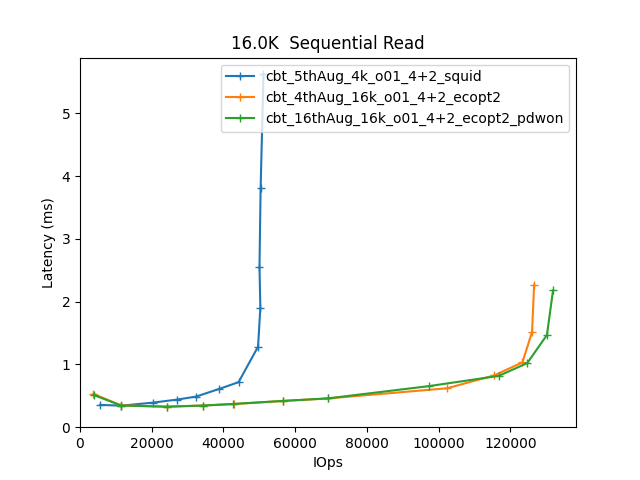 16.0K  Sequential Read
cbt_5thAug_4k_o01_4+2_squid
cbt_4thAug_16k_o01_4+2_ecopt2
cbt_16thAug_16k_o01_4+2_ecopt2_pdwon
Latency (ms)
5
4
3
2
1
0
0 20000 40000 60000 80000 100000 120000
IOps